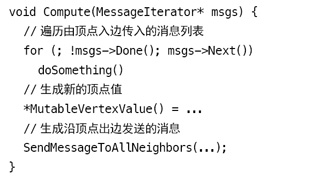 void Compute(MessageIterator* msgs) {
// 遍历由顶点入边传入的消息列表
for (; !msgs->Done(); msgs->Next())
doSomething()
// 生成新的顶点值
*MutableVertexValue() = ...
// 生成沿顶点出边发送的消息
SendMessageToAllNeighbors(...);
}